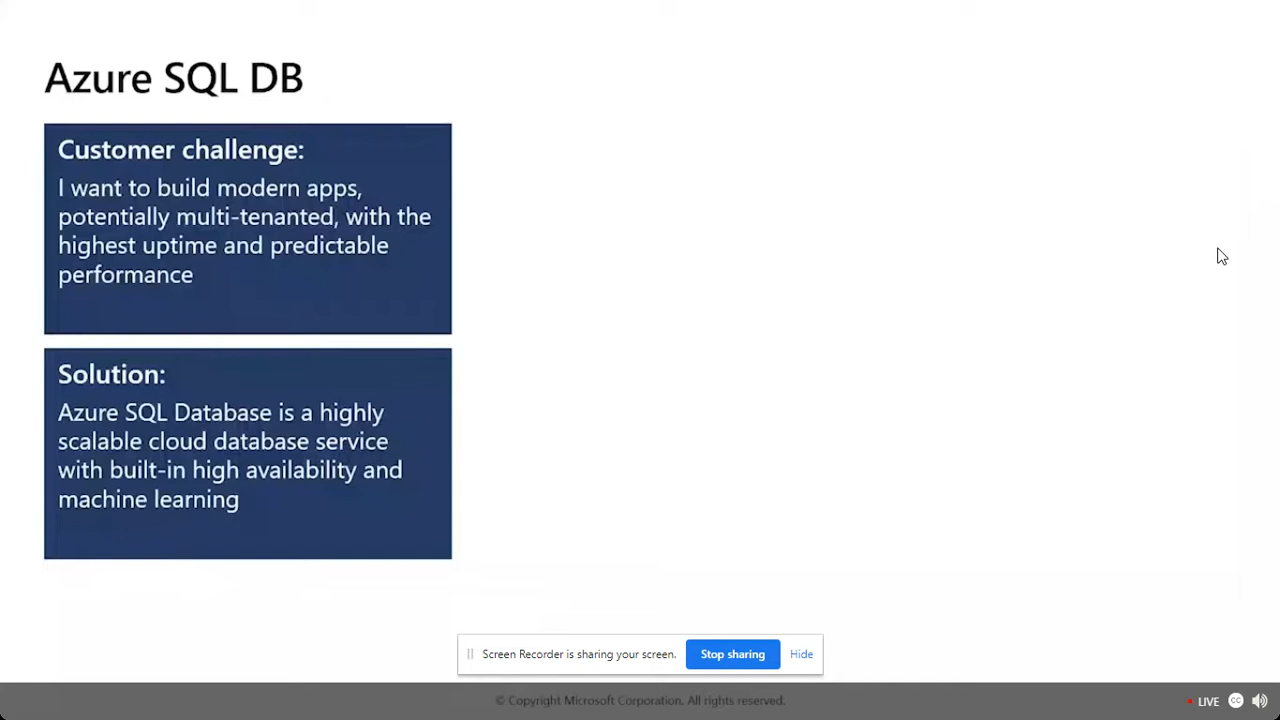 Azure SQL DB
Customer challenge:
I want to build modern apps,
potentially multi-tenanted, with the
highest uptime and predictable
performance
Solution:
Azure SQL Database is a highly
scalable cloud database service
with built-in high availability and
machine learning
Screen Recorder is sharing your screen. Stop sharing Hide
© Copyright Microsoft Corporation. All rights reserved.
LIVE CC